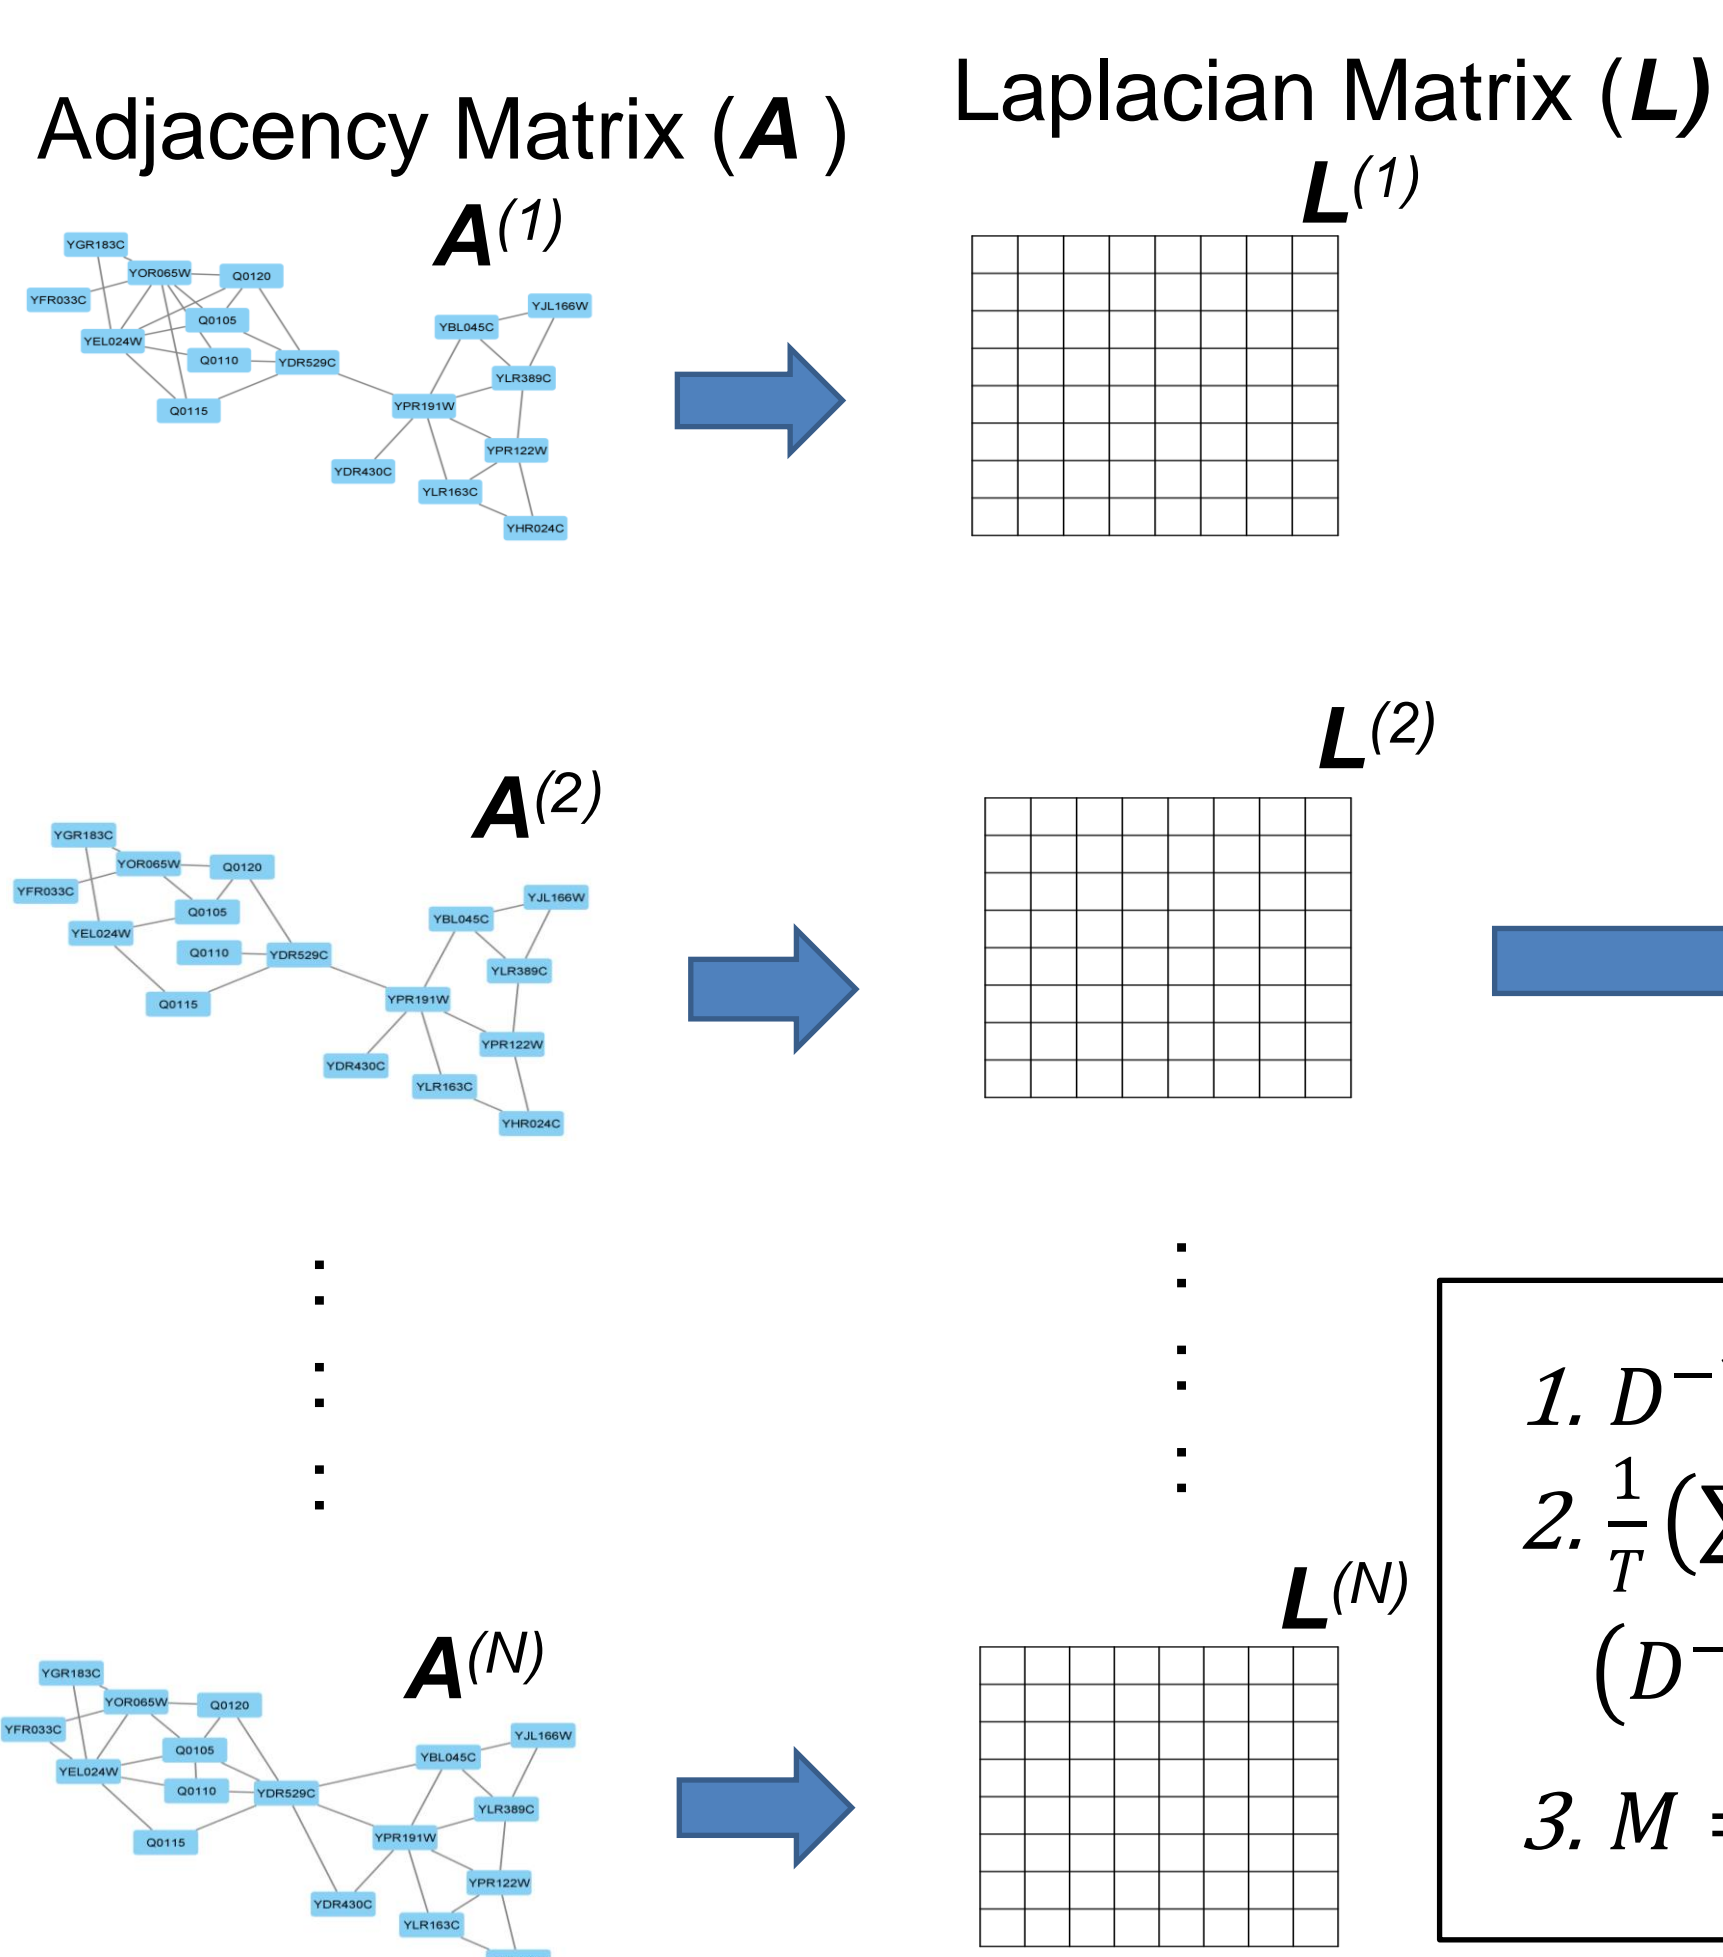 Adjacency Matrix (A )
Laplacian Matrix (L)
A(1)
L(1)
YGR183C
YOR065W
Q0120
YFR033C
Q0105
YEL024W
Q0110
YDR529C
Q0115
YJL166W
YBL045C
YLR389C
YPR191W
YPR122W
YDR430C
YLR163C
YHR024C
A(2)
L(2)
YGR183C
YOR065W
Q0120
YFR033C
Q0105
YEL024W
Q0110
YDR529C
Q0115
YJL166W
YBL045C
YLR389C
YPR191W
YPR122W
YDR430C
YLR163C
YHR024C
A(N)
L(N)
YGR183C
YOR065W
Q0120
YFR033C
Q0105
YEL024W
Q0110
YDR529C
Q0115
YJL166W
YBL045C
YLR389C
YPR191W
YPR122W
YDR430C
YLR163C
1. D−
2. 1/T (∑
(D−
3. M =